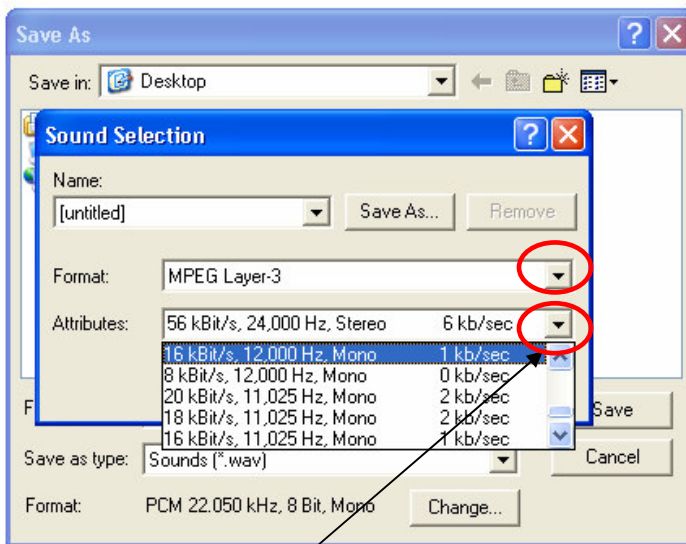 Save As
Save in: Desktop
Sound Selection
Name:
[untitled]
Save As...
Remove
Format: MPEG Layer-3
Attributes: 56 kBit/s, 24,000 Hz, Stereo 6 kb/sec
16 kBit/s, 12,000 Hz, Mono 1 kb/sec
8 kBit/s, 12,000 Hz, Mono 0 kb/sec
20 kBit/s, 11,025 Hz, Mono 2 kb/sec
18 kBit/s, 11,025 Hz, Mono 2 kb/sec
16 kBit/s, 11,025 Hz, Mono 1 kb/sec
F
Save
Save as type: Sounds (*.wav)
Cancel
Format: PCM 22.050 kHz, 8 Bit, Mono
Change...